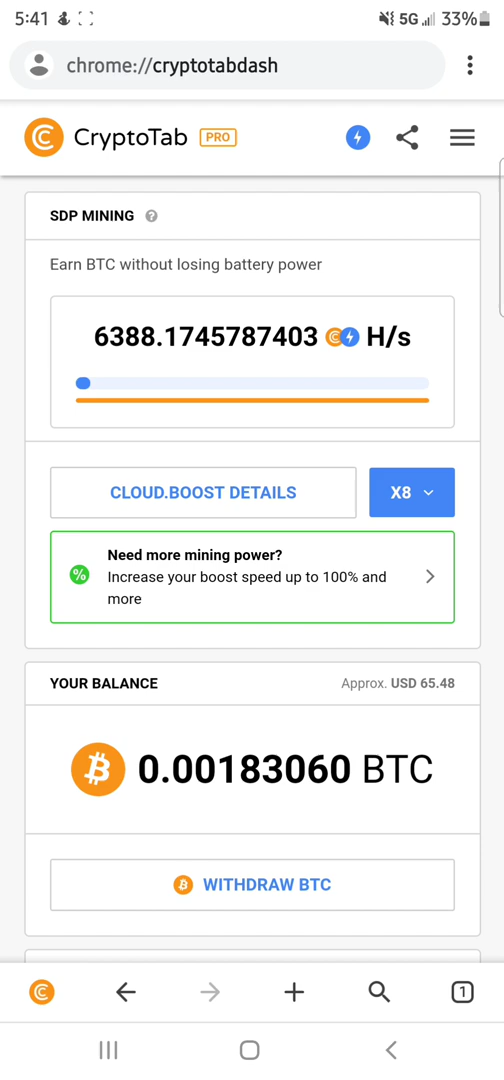 5:41 5G 33%
chrome://cryptotabdash
CryptoTab PRO
SDP MINING ?
Earn BTC without losing battery power
6388.1745787403 H/s
CLOUD.BOOST DETAILS X8
Need more mining power?
% Increase your boost speed up to 100% and
more
YOUR BALANCE Approx. USD 65.48
0.00183060 BTC
WITHDRAW BTC
1